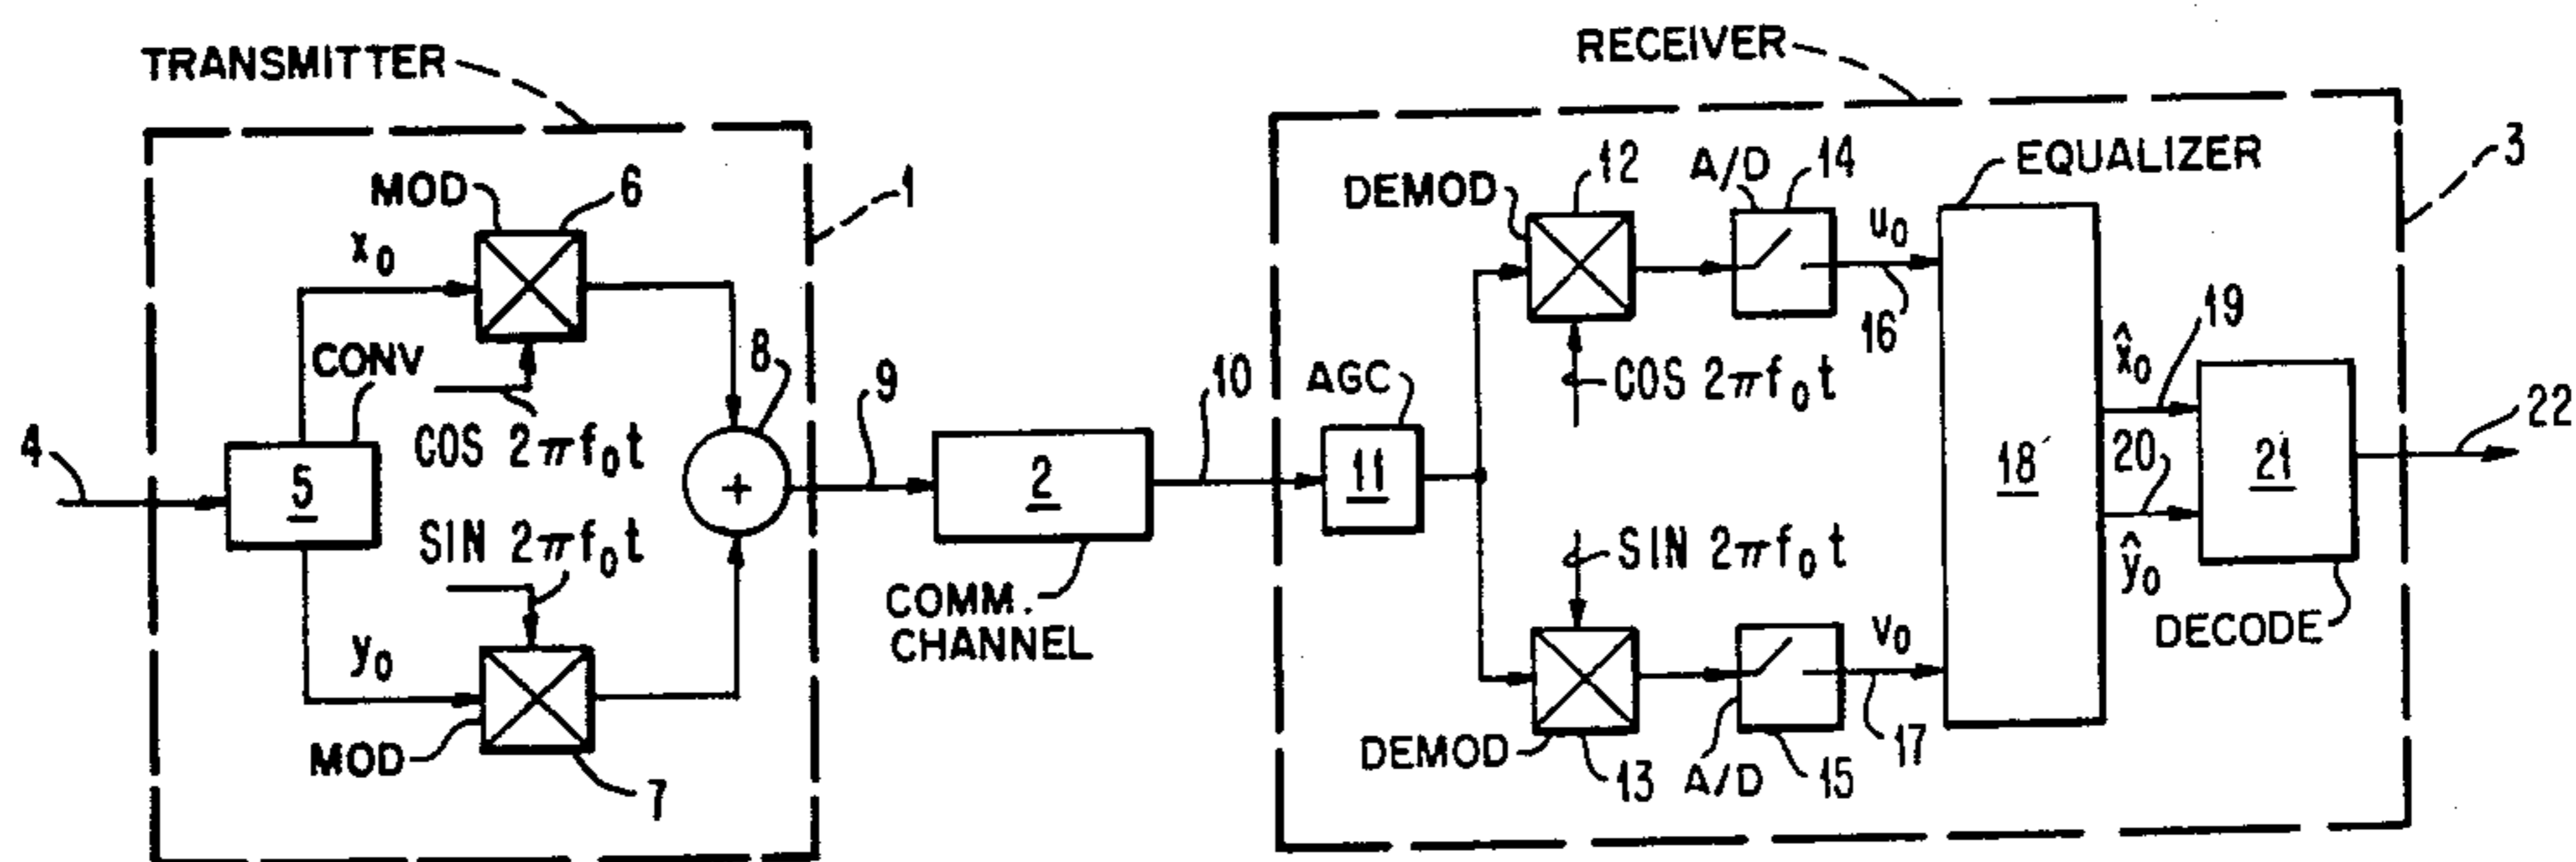 TRANSMITTER
RECEIVER
1
3
MOD
6
x₀
CONV
COS 2πf₀t
4
5
8
9
SIN 2πf₀t
y₀
MOD
7
2
COMM.
CHANNEL
10
AGC
11
DEMOD
12
A/D
14
u₀
16
COS 2πf₀t
SIN 2πf₀t
DEMOD
13
A/D
15
v₀
17
EQUALIZER
18
x̂₀
19
20
ŷ₀
21
22
DECODE